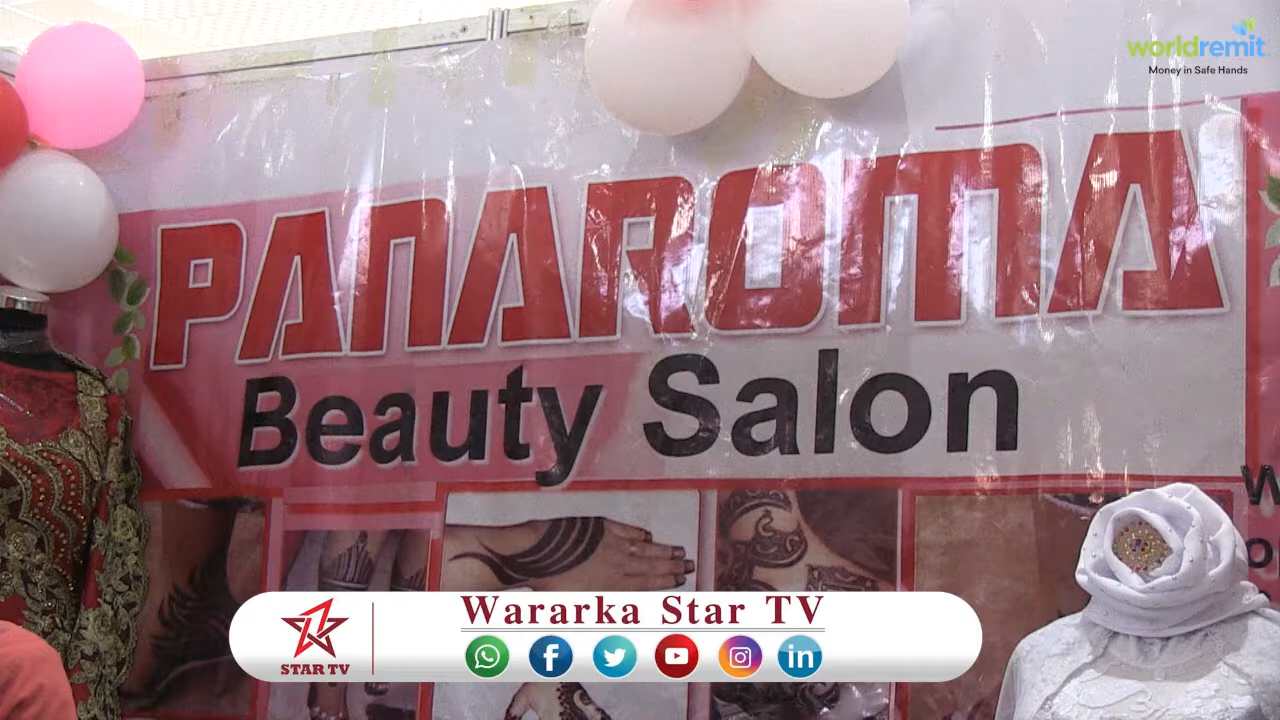 worldremit
Money in Safe Hands
PANAROMA
Beauty Salon
Wararka Star TV
STAR TV